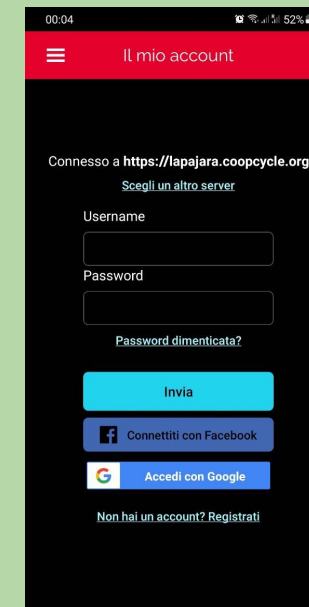 00:04
52%
Il mio account
Connesso a https://lapajara.coopcycle.org
Scegli un altro server
Username
Password
Password dimenticata?
Invia
f Connettiti con Facebook
G Accedi con Google
Non hai un account? Registrati